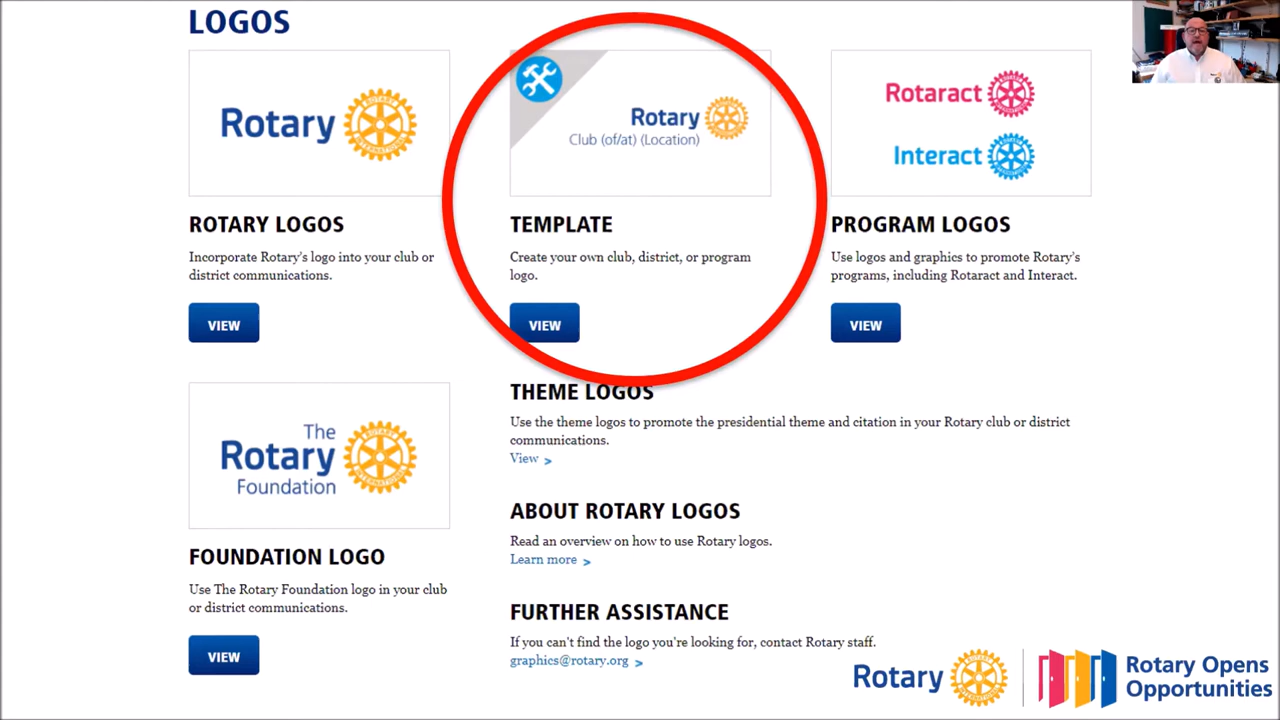 LOGOS
Rotary
ROTARY INTERNATIONAL
ROTARY LOGOS
Incorporate Rotary's logo into your club or
district communications.
VIEW
Rotary
Club (of/at) (Location)
TEMPLATE
Create your own club, district, or program
logo.
VIEW
Rotaract
Interact
PROGRAM LOGOS
Use logos and graphics to promote Rotary's
programs, including Rotaract and Interact.
VIEW
The
Rotary
Foundation
ROTARY INTERNATIONAL
FOUNDATION LOGO
Use The Rotary Foundation logo in your club
or district communications.
VIEW
THEME LOGOS
Use the theme logos to promote the presidential theme and citation in your Rotary club or district
communications.
View >
ABOUT ROTARY LOGOS
Read an overview on how to use Rotary logos.
Learn more >
FURTHER ASSISTANCE
If you can't find the logo you're looking for, contact Rotary staff.
graphics@rotary.org >
Rotary
Rotary Opens
Opportunities